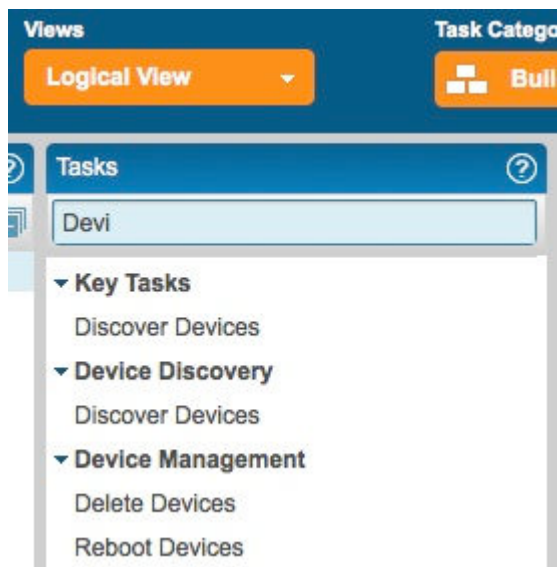 Views
Task Catego
Logical View
Buil
Tasks
Devi
Key Tasks
Discover Devices
Device Discovery
Discover Devices
Device Management
Delete Devices
Reboot Devices